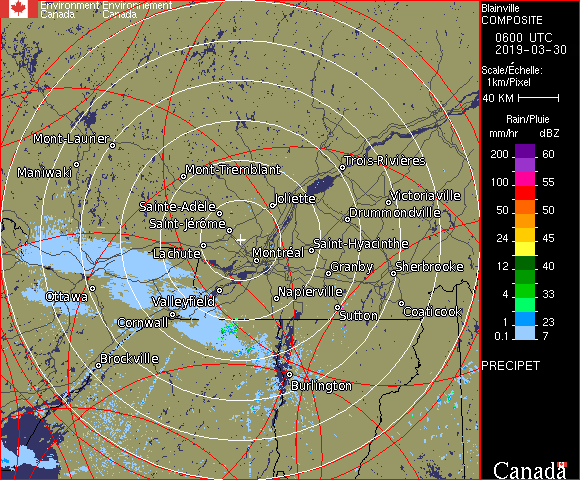 Environment Environnement
Canada Canada
Blainville
COMPOSITE
0600 UTC
2019-03-30
Scale/Échelle:
1km/Pixel
40 KM
Rain/Pluie
mm/hr dBZ
200 60
100 55
50 50
24 45
12 40
4 33
1 23
0.1 7
PRECIPET
Canada
Mont-Laurier
Maniwaki
Mont-Tremblant
Trois-Rivières
Sainte-Adèle
Joliette
Victoriaville
Drummondville
Saint-Jérôme
Lachute
Montréal
Saint-Hyacinthe
Granby
Sherbrooke
Ottawa
Valleyfield
Napierville
Cornwall
Sutton
Coaticook
Brockville
Burlington